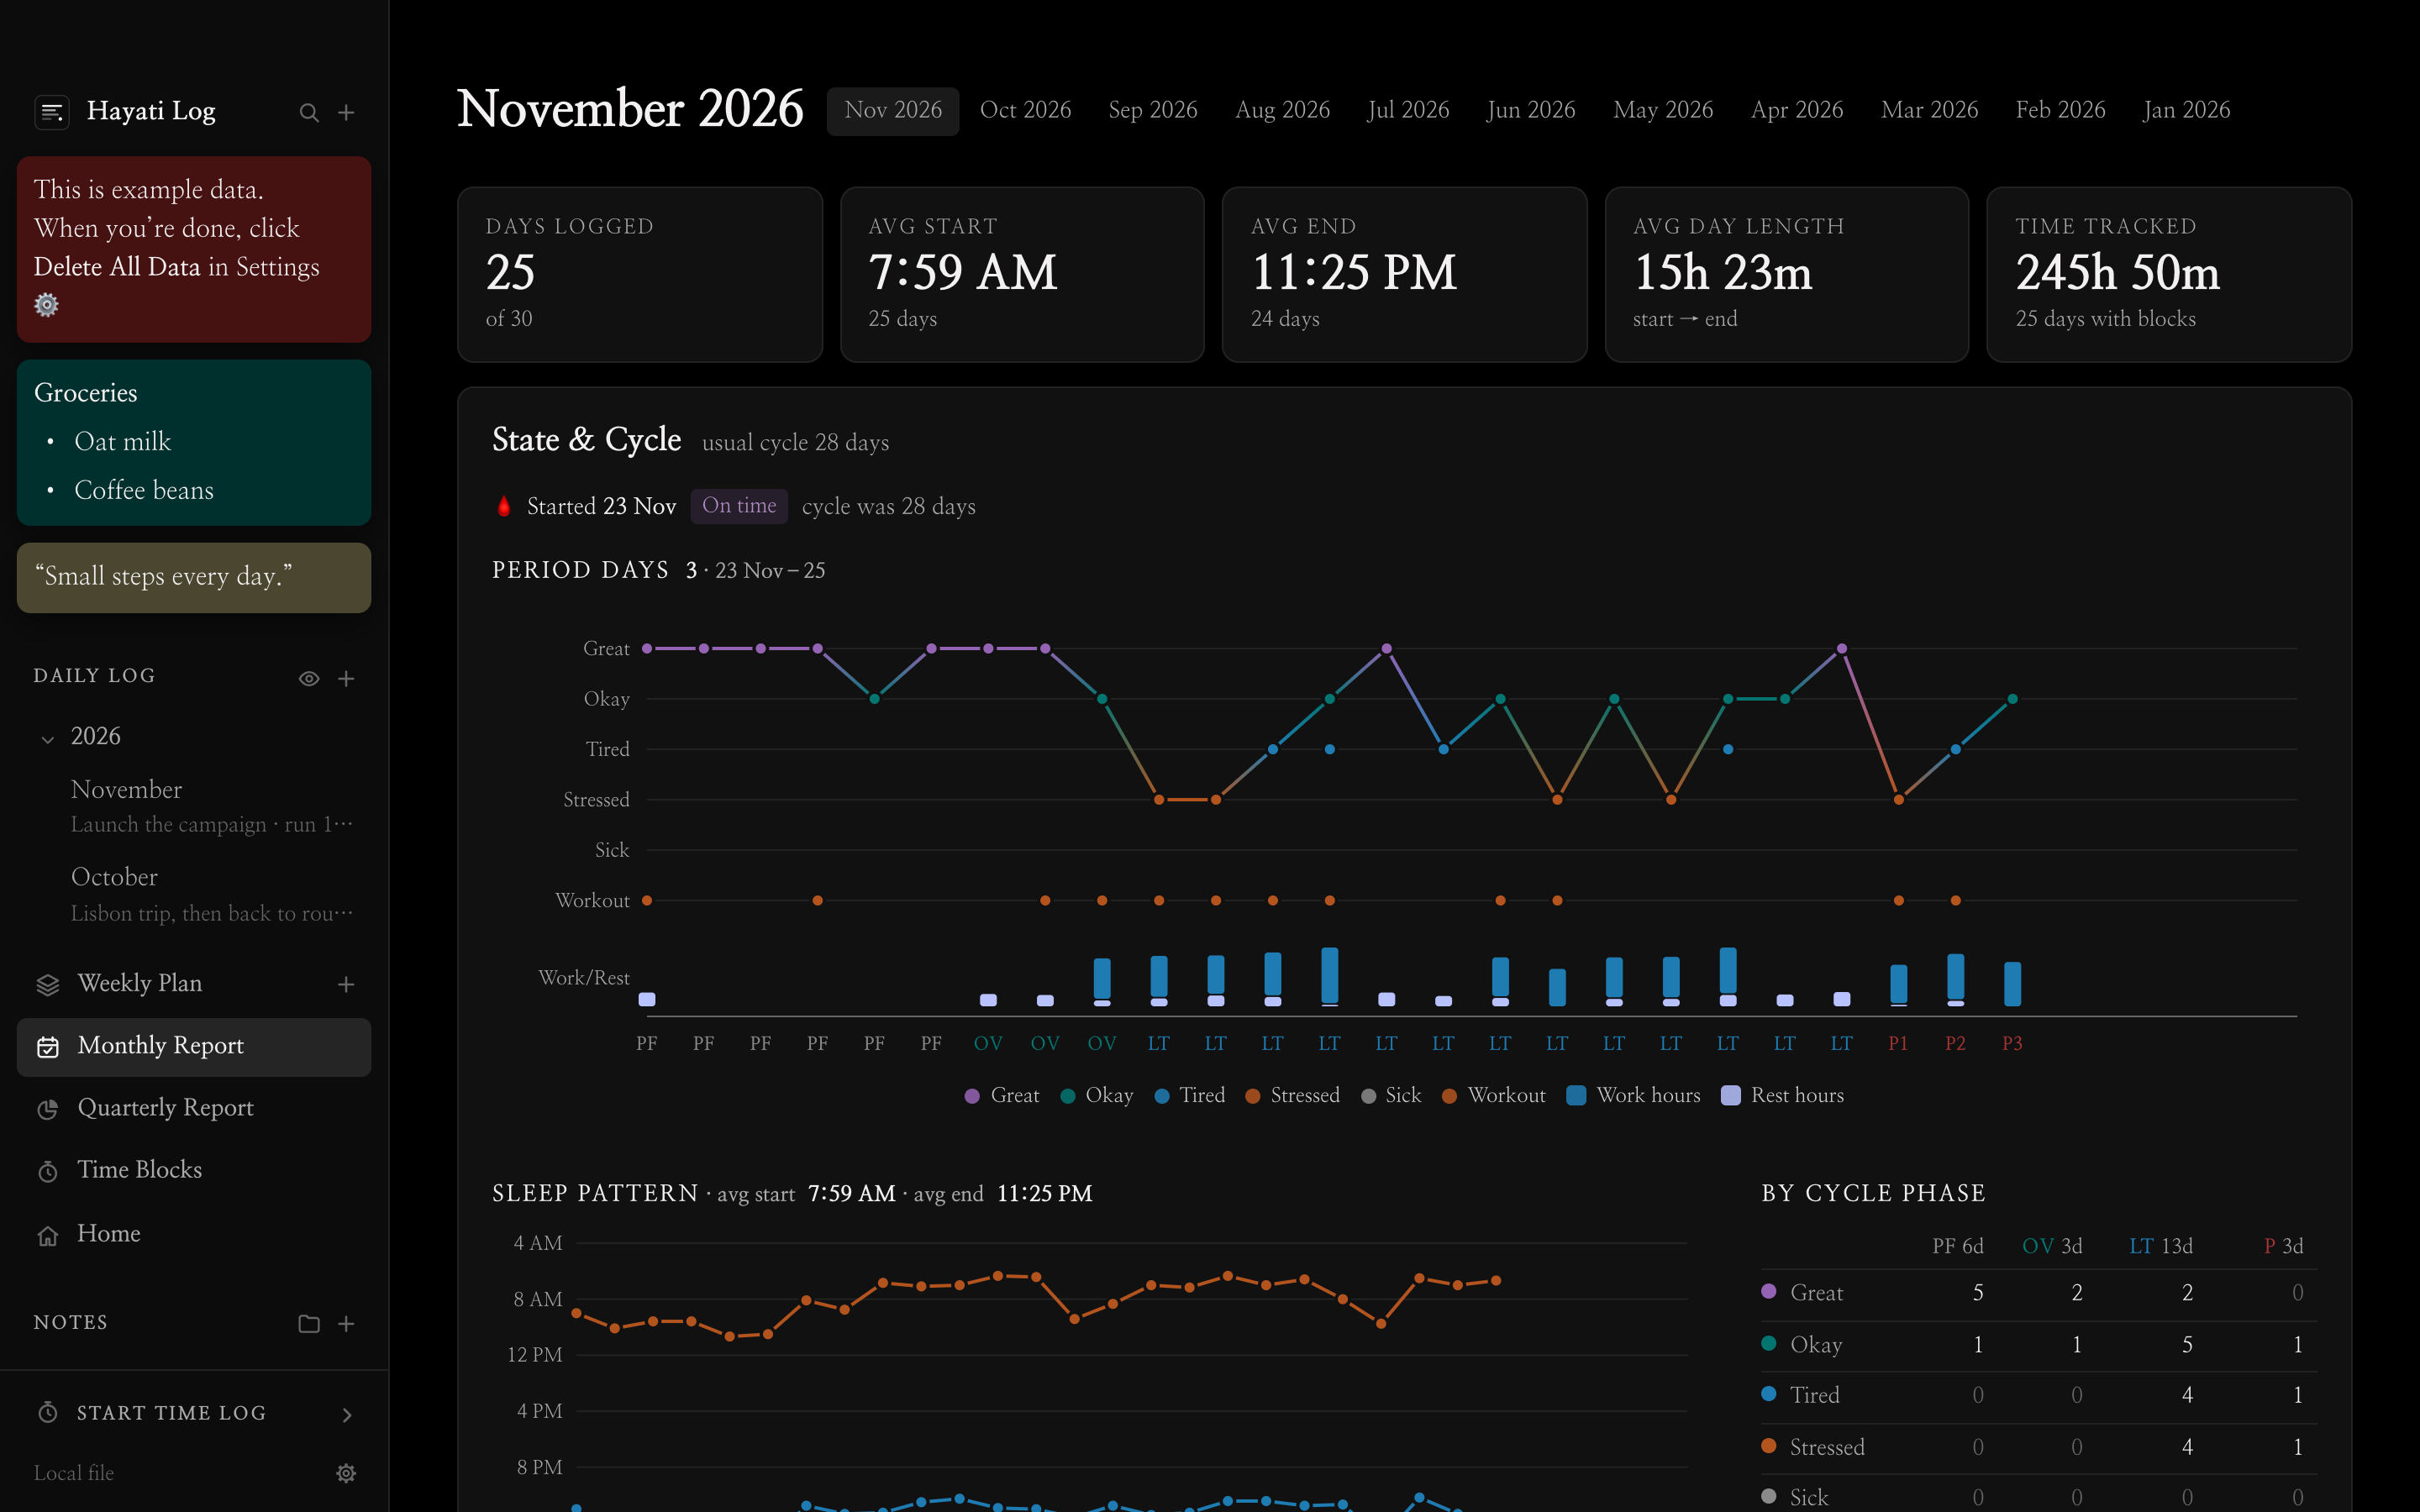 Hayati Log
This is example data.
When you’re done, click
Delete All Data in Settings
Groceries
• Oat milk
• Coffee beans
“Small steps every day.”
DAILY LOG
2026
November
Launch the campaign · run 1···
October
Lisbon trip, then back to rou···
Weekly Plan
Monthly Report
Quarterly Report
Time Blocks
Home
NOTES
START TIME LOG
Local file
November 2026 Nov 2026 Oct 2026 Sep 2026 Aug 2026 Jul 2026 Jun 2026 May 2026 Apr 2026 Mar 2026 Feb 2026 Jan 2026
DAYS LOGGED
25
of 30
AVG START
7:59 AM
25 days
AVG END
11:25 PM
24 days
AVG DAY LENGTH
15h 23m
start → end
TIME TRACKED
245h 50m
25 days with blocks
State & Cycle usual cycle 28 days
Started 23 Nov On time cycle was 28 days
PERIOD DAYS 3 · 23 Nov – 25
Great
Okay
Tired
Stressed
Sick
Workout
Work/Rest
PF PF PF PF PF PF OV OV OV LT LT LT LT LT LT LT LT LT LT LT LT LT P1 P2 P3
Great Okay Tired Stressed Sick Workout Work hours Rest hours
SLEEP PATTERN · avg start 7:59 AM · avg end 11:25 PM
4 AM
8 AM
12 PM
4 PM
8 PM
BY CYCLE PHASE
PF 6d OV 3d LT 13d P 3d
Great 5 2 2 0
Okay 1 1 5 1
Tired 0 0 4 1
Stressed 0 0 4 1
Sick 0 0 0 0